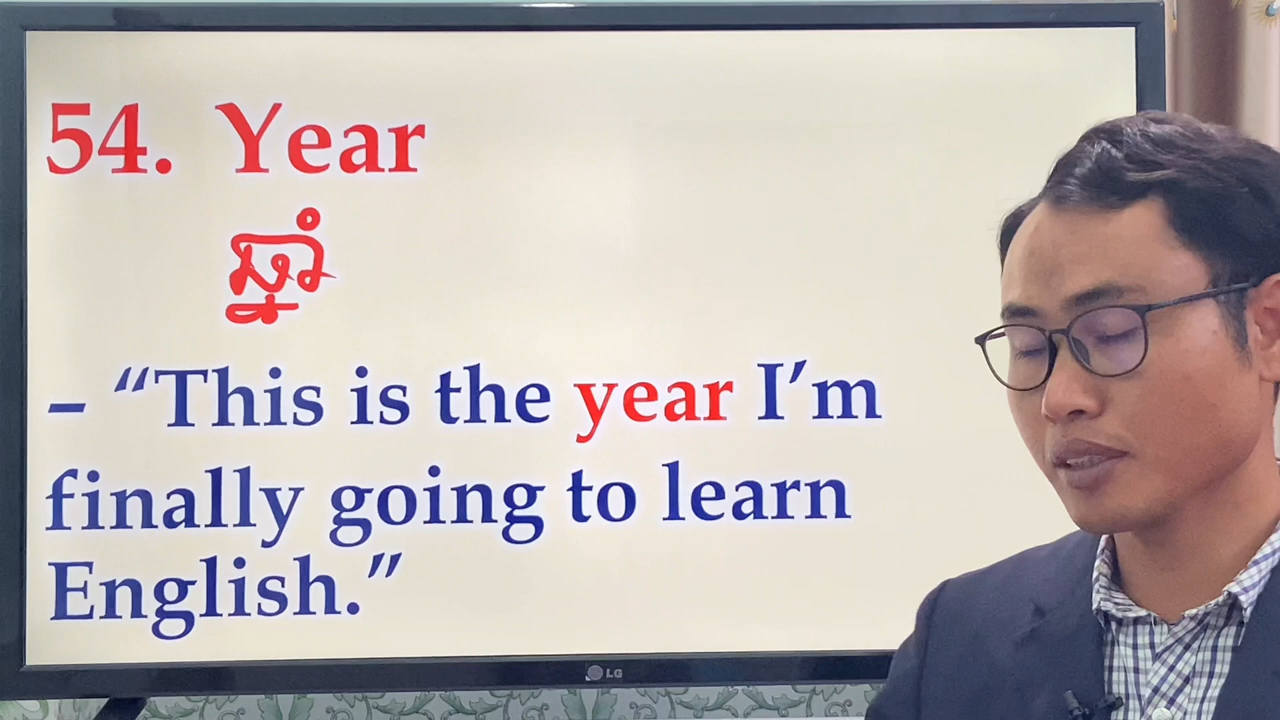 54. Year
ឆ្នាំ
– “This is the year I’m
finally going to learn
English.”
LG